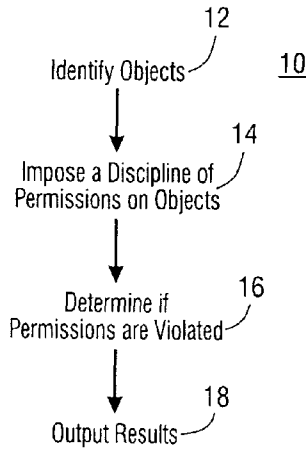 12
Identify Objects
10
14
Impose a Discipline of
Permissions on Objects
16
Determine if
Permissions are Violated
18
Output Results